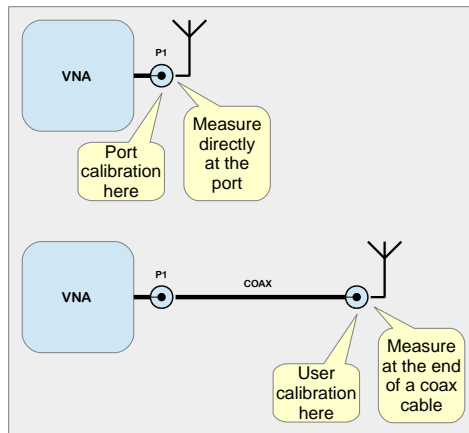 P1
VNA
Port
calibration
here
Measure
directly
at the
port
P1
VNA
COAX
User
calibration
here
Measure
at the end
of a coax
cable